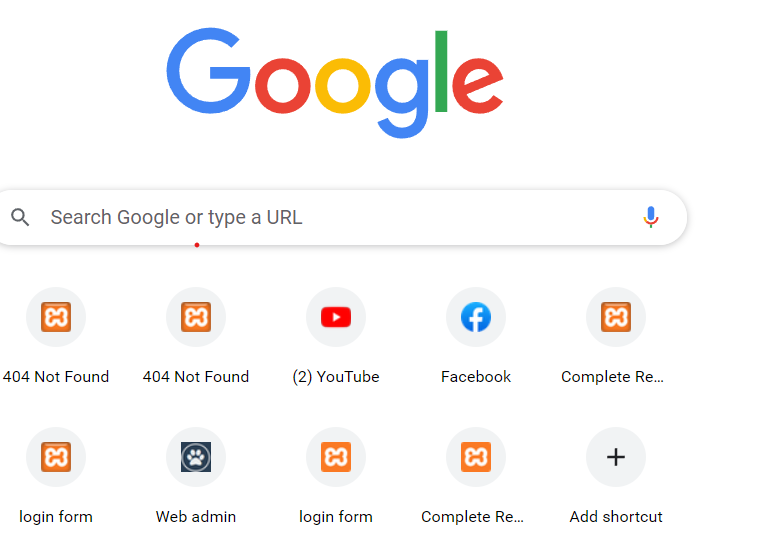 Google
Search Google or type a URL
404 Not Found
404 Not Found
(2) YouTube
Facebook
Complete Re...
login form
Web admin
login form
Complete Re...
Add shortcut